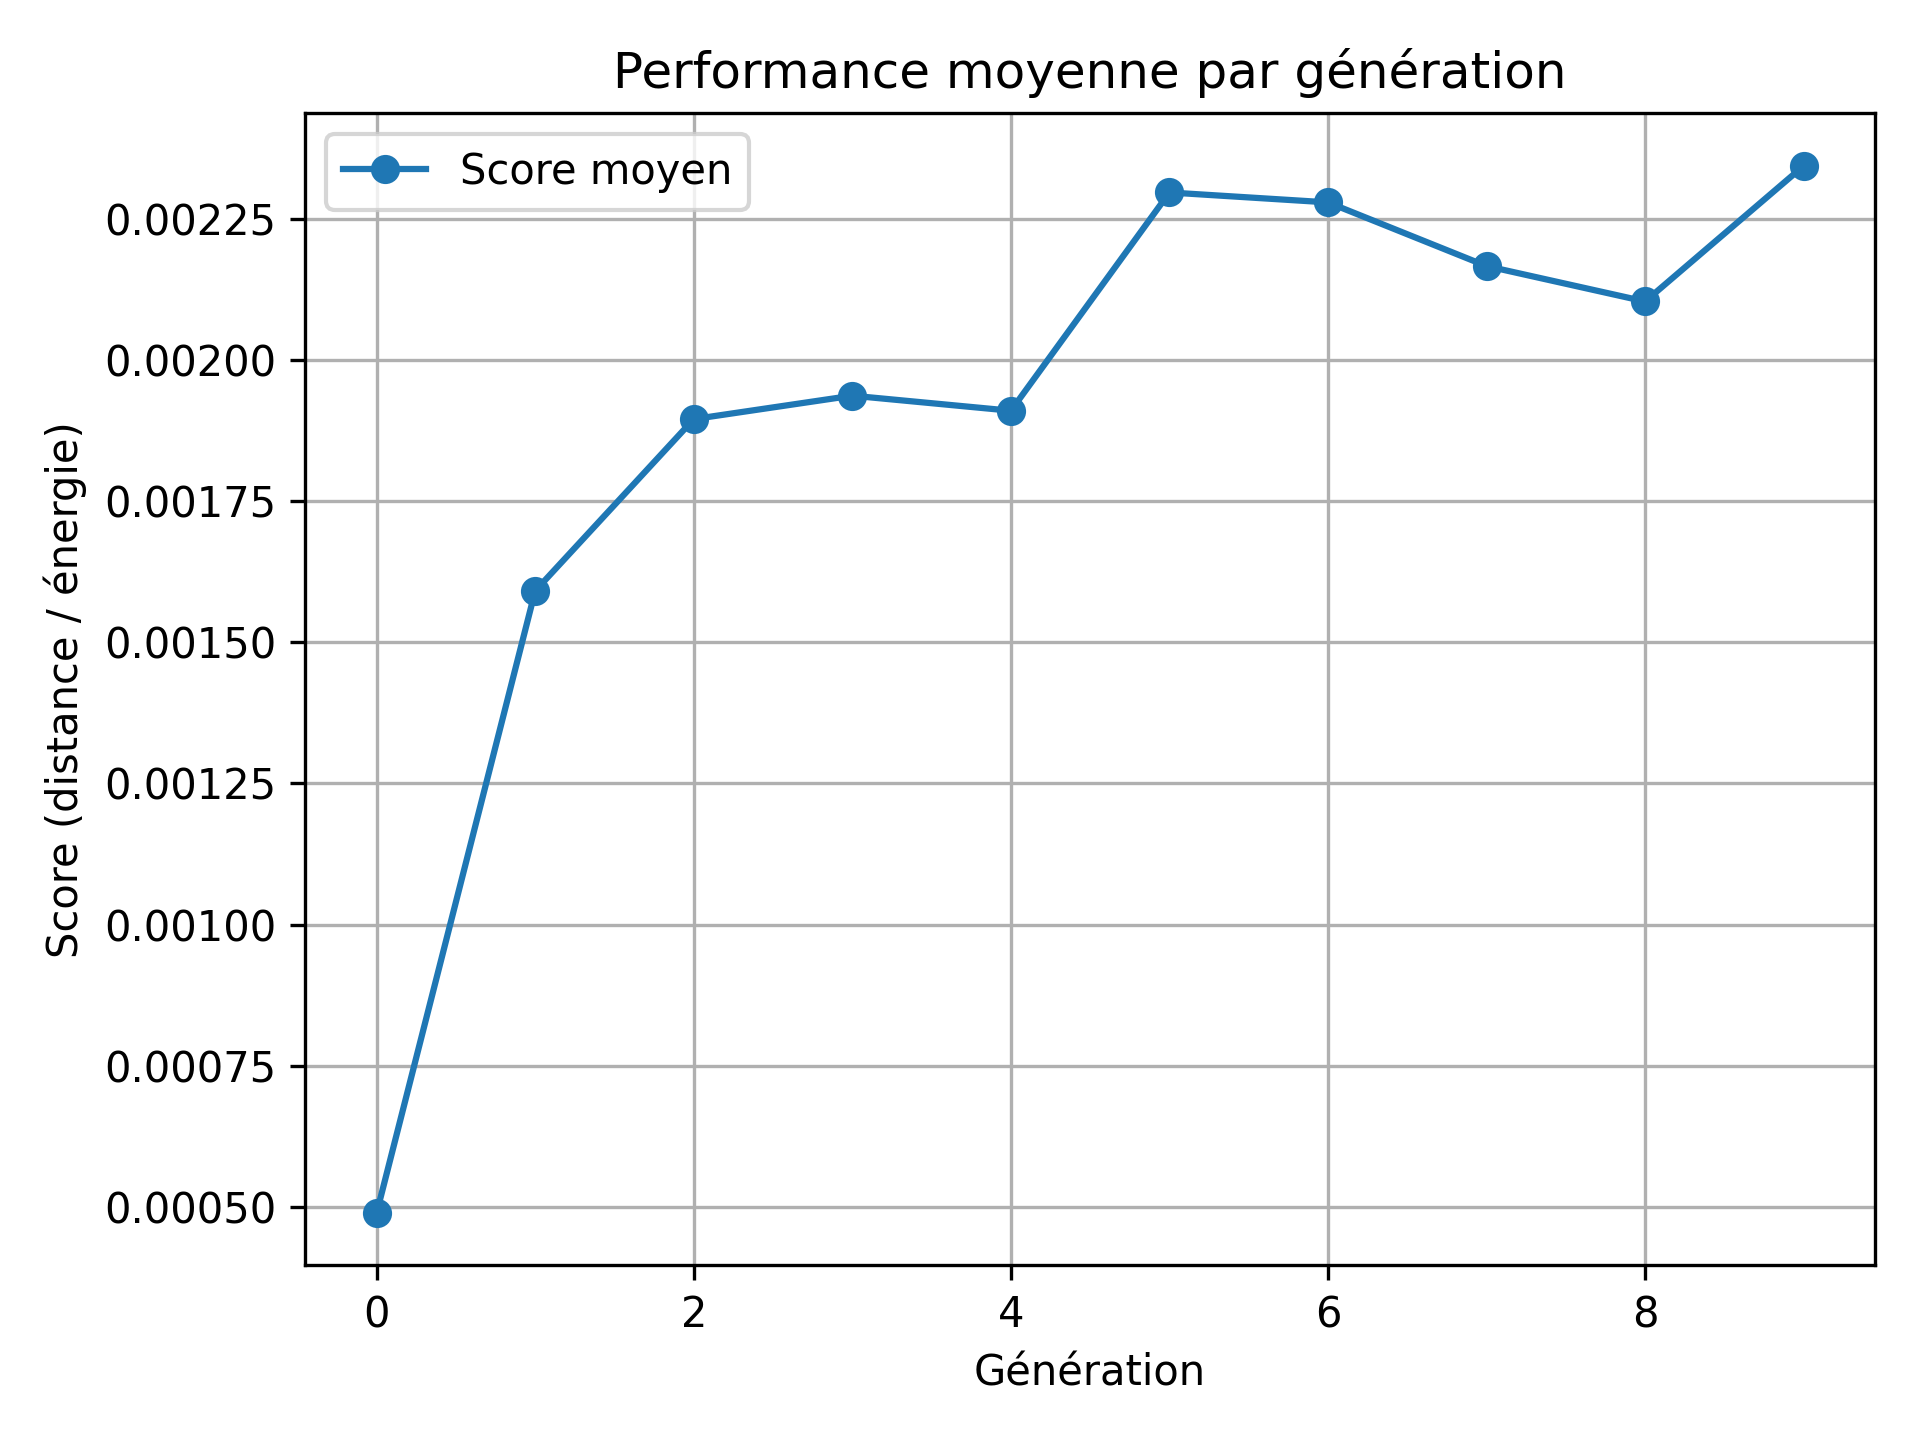 Performance moyenne par génération
Score moyen
Score (distance / énergie)
0.00225
0.00200
0.00175
0.00150
0.00125
0.00100
0.00075
0.00050
0 2 4 6 8
Génération